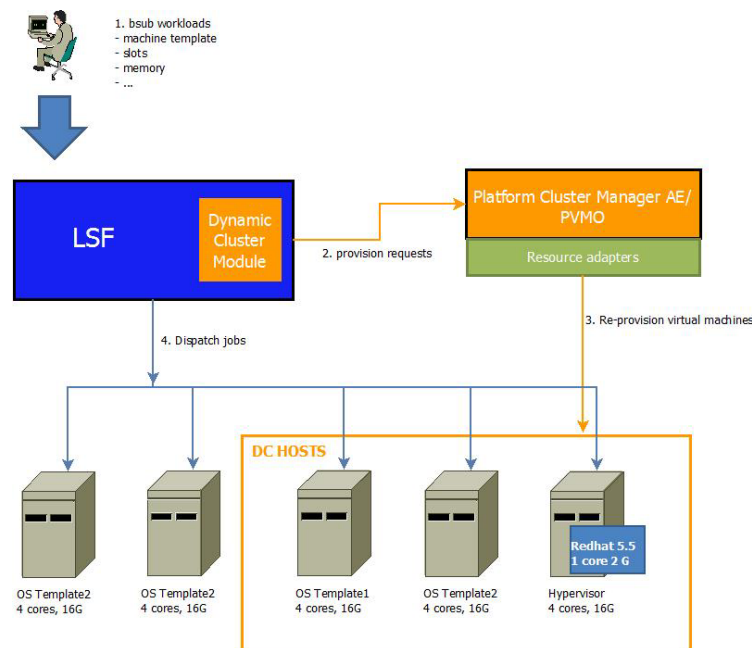 1. bsub workloads
- machine template
- slots
- memory
- ...
LSF
Dynamic
Cluster
Module
Platform Cluster Manager AE/
PVMO
Resource adapters
2. provision requests
3. Re-provision virtual machines
4. Dispatch jobs
DC HOSTS
Redhat 5.5
1 core 2 G
OS Template2
4 cores, 16G
OS Template2
4 cores, 16G
OS Template1
4 cores, 16G
OS Template2
4 cores, 16G
Hypervisor
4 cores, 16G